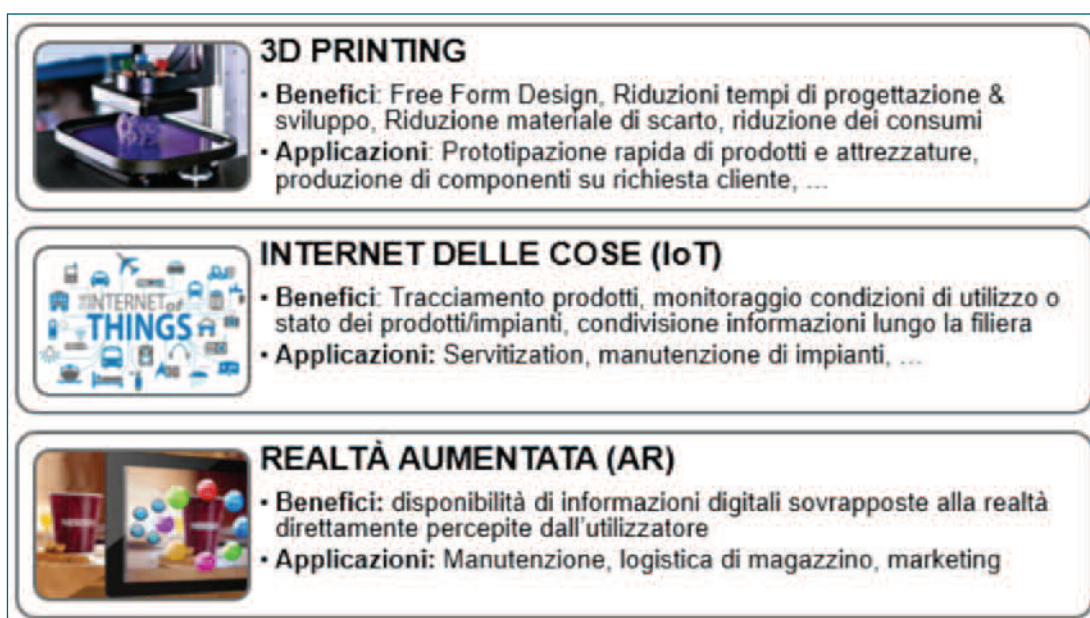 3D PRINTING
• Benefici: Free Form Design, Riduzioni tempi di progettazione &
sviluppo, Riduzione materiale di scarto, riduzione dei consumi
• Applicazioni: Prototipazione rapida di prodotti e attrezzature,
produzione di componenti su richiesta cliente, …
INTERNET of
THINGS
INTERNET DELLE COSE (IoT)
• Benefici: Tracciamento prodotti, monitoraggio condizioni di utilizzo o
stato dei prodotti/impianti, condivisione informazioni lungo la filiera
• Applicazioni: Servitization, manutenzione di impianti, …
REALTÀ AUMENTATA (AR)
• Benefici: disponibilità di informazioni digitali sovrapposte alla realtà
direttamente percepite dall'utilizzatore
• Applicazioni: Manutenzione, logistica di magazzino, marketing